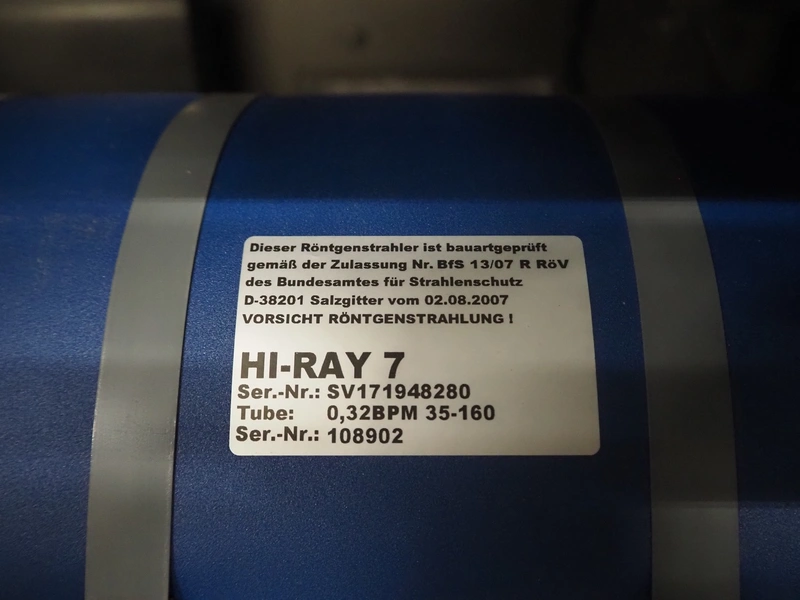 Dieser Röntgenstrahler ist bauartgeprüft
gemäß der Zulassung Nr. BfS 13/07 R RöV
des Bundesamtes für Strahlenschutz
D-38201 Salzgitter vom 02.08.2007
VORSICHT RÖNTGENSTRAHLUNG !
HI-RAY 7
Ser.-Nr.: SV171948280
Tube: 0,32BPM 35-160
Ser.-Nr.: 108902